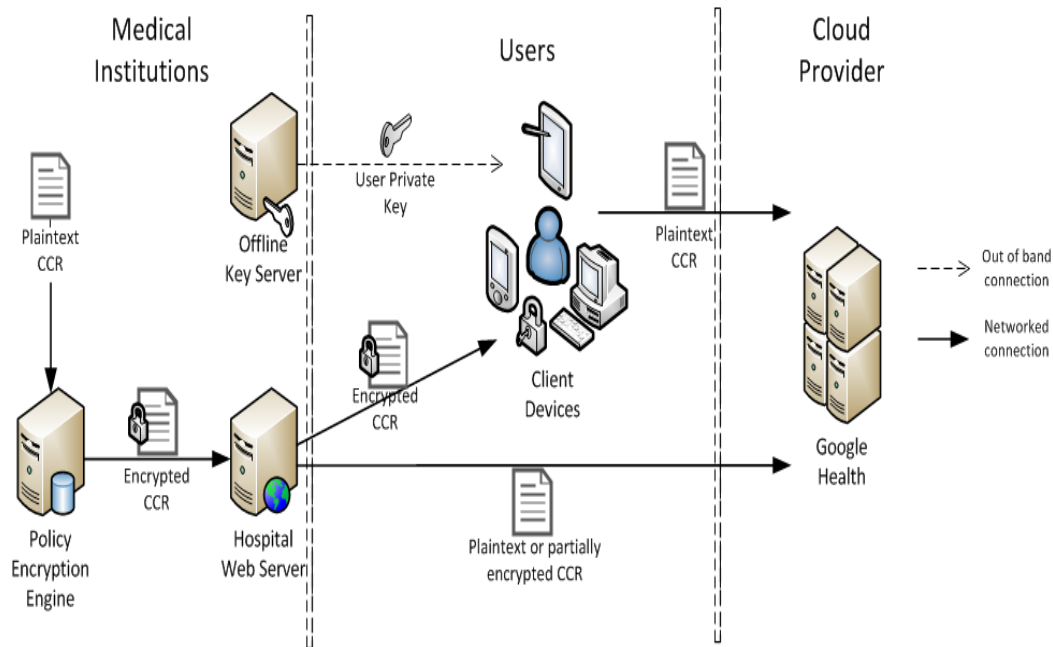 Medical
Institutions
Users
Cloud
Provider
Plaintext
CCR
Offline
Key Server
User Private
Key
Plaintext
CCR
Out of band
connection
Networked
connection
Encrypted
CCR
Client
Devices
Google
Health
Encrypted
CCR
Policy
Encryption
Engine
Hospital
Web Server
Plaintext or partially
encrypted CCR